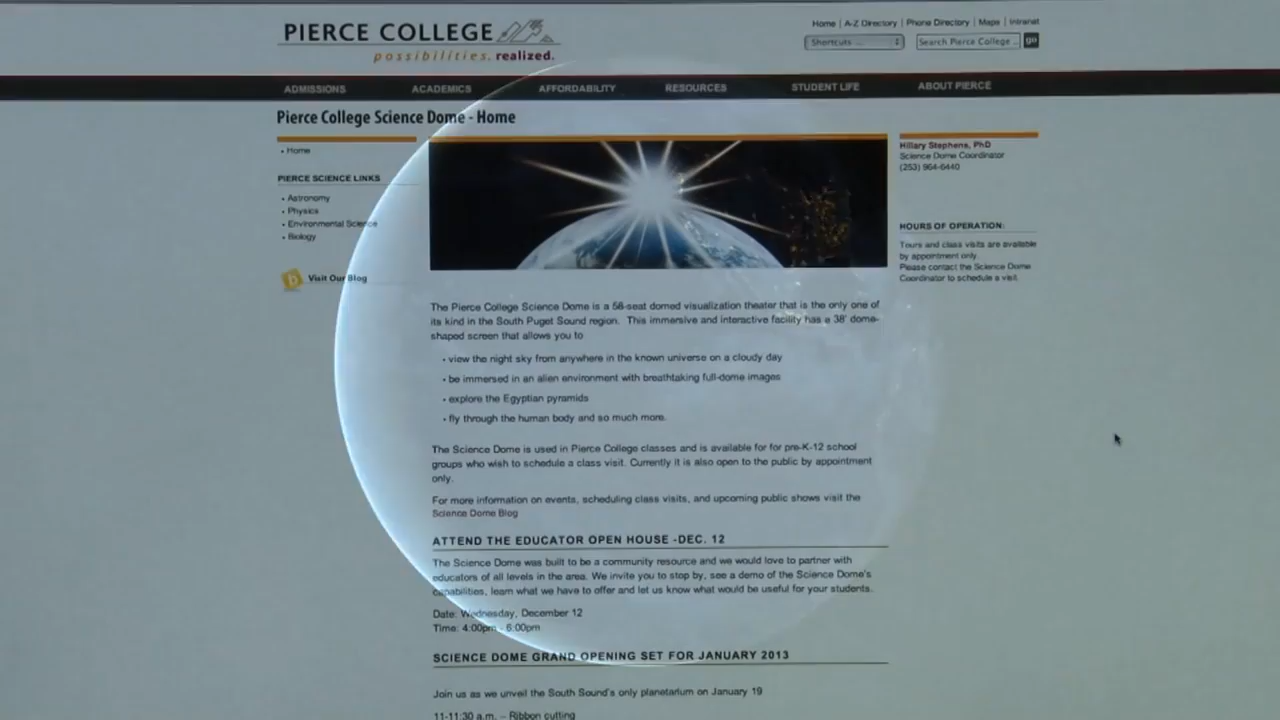 PIERCE COLLEGE
possibilities. realized.
Home | A-Z Directory | Phone Directory | Maps | Intranet
Shortcuts ...
Search Pierce College ...
go
ADMISSIONS ACADEMICS AFFORDABILITY RESOURCES STUDENT LIFE ABOUT PIERCE
Pierce College Science Dome - Home
• Home
PIERCE SCIENCE LINKS
• Astronomy
• Physics
• Environmental Science
• Biology
Visit Our Blog
The Pierce College Science Dome is a 58-seat domed visualization theater that is the only one of
its kind in the South Puget Sound region. This immersive and interactive facility has a 38' dome-
shaped screen that allows you to
• view the night sky from anywhere in the known universe on a cloudy day
• be immersed in an alien environment with breathtaking full-dome images
• explore the Egyptian pyramids
• fly through the human body and so much more.
The Science Dome is used in Pierce College classes and is available for for pre-K-12 school
groups who wish to schedule a class visit. Currently it is also open to the public by appointment
only.
For more information on events, scheduling class visits, and upcoming public shows visit the
Science Dome Blog
ATTEND THE EDUCATOR OPEN HOUSE -DEC. 12
The Science Dome was built to be a community resource and we would love to partner with
educators of all levels in the area. We invite you to stop by, see a demo of the Science Dome's
capabilities, learn what we have to offer and let us know what would be useful for your students.
Date: Wednesday, December 12
Time: 4:00pm - 6:00pm
SCIENCE DOME GRAND OPENING SET FOR JANUARY 2013
Join us as we unveil the South Sound's only planetarium on January 19
11-11:30 a.m. – Ribbon cutting
Hillary Stephens, PhD
Science Dome Coordinator
(253) 964-6440
HOURS OF OPERATION:
Tours and class visits are available
by appointment only.
Please contact the Science Dome
Coordinator to schedule a visit.